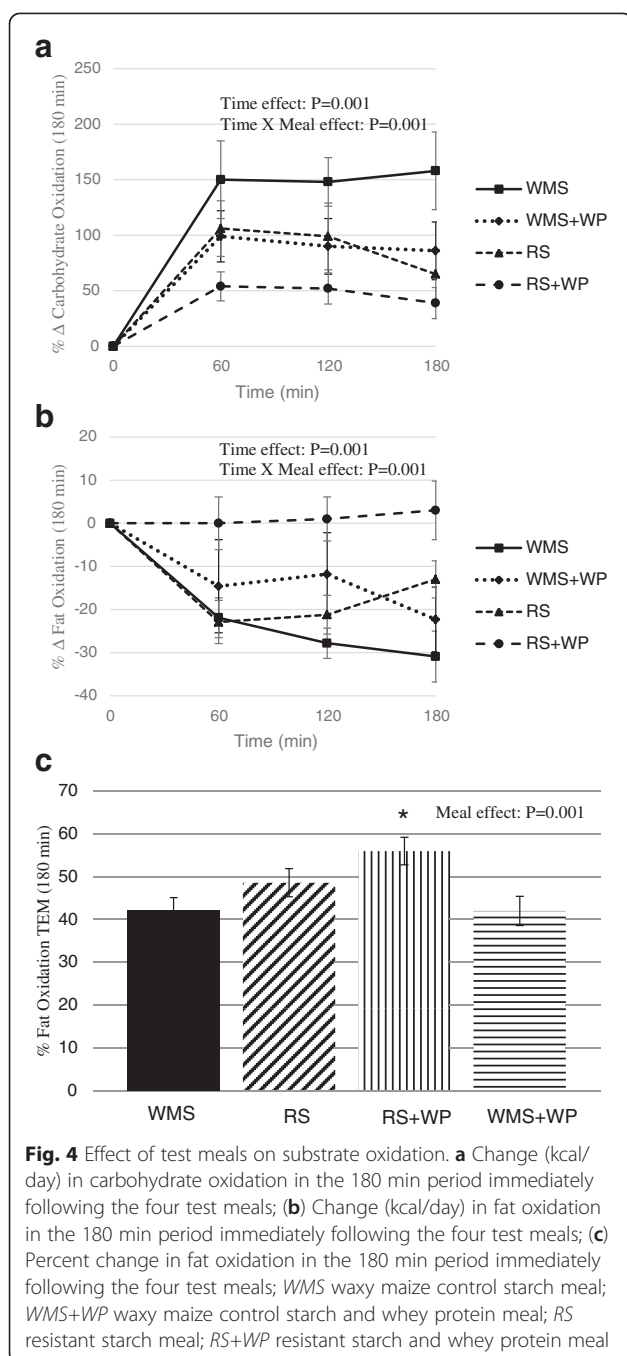 a
250
200
150
100
50
0
% Δ Carbohydrate Oxidation (180 min)
Time effect: P=0.001
Time X Meal effect: P=0.001
0 60 120 180
Time (min)
WMS
WMS+WP
RS
RS+WP
b
20
10
0
-10
-20
-30
-40
% Δ Fat Oxidation (180 min)
Time effect: P=0.001
Time X Meal effect: P=0.001
0 60 120 180
Time (min)
WMS
WMS+WP
RS
RS+WP
c
70
60
50
40
30
20
10
0
% Fat Oxidation TEM (180 min)
* Meal effect: P=0.001
WMS RS RS+WP WMS+WP
Fig. 4 Effect of test meals on substrate oxidation. a Change (kcal/
day) in carbohydrate oxidation in the 180 min period immediately
following the four test meals; (b) Change (kcal/day) in fat oxidation
in the 180 min period immediately following the four test meals; (c)
Percent change in fat oxidation in the 180 min period immediately
following the four test meals; WMS waxy maize control starch meal;
WMS+WP waxy maize control starch and whey protein meal; RS
resistant starch meal; RS+WP resistant starch and whey protein meal